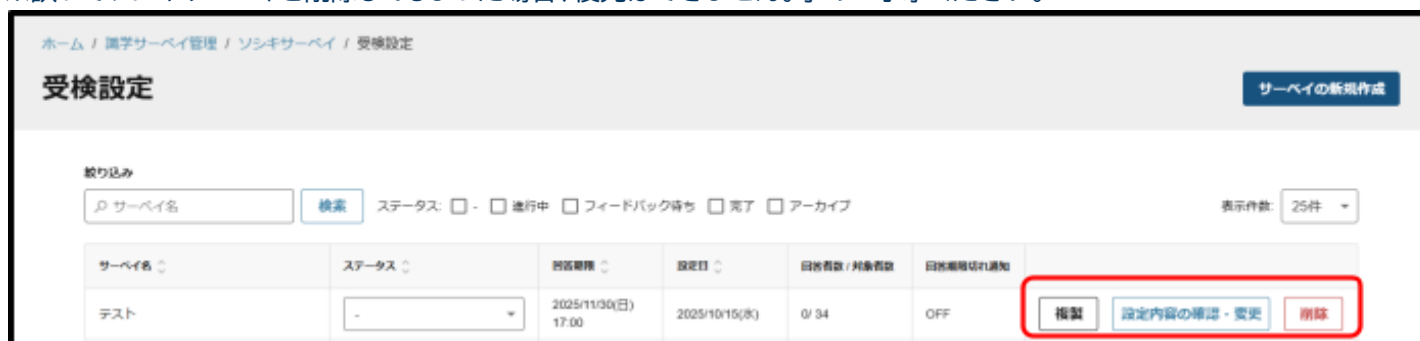 ホーム / 識学サーベイ管理 / ソシキサーベイ / 受検設定
受検設定
サーベイの新規作成
絞り込み
サーベイ名 検索 ステータス: - 進行中 フィードバック待ち 完了 アーカイブ 表示件数: 25件
サーベイ名 ステータス 回答期限 設定日 回答者数 / 対象者数 回答期限切れ通知
テスト - 2025/11/30(日) 17:00 2025/10/15(水) 0/ 34 OFF 複製 設定内容の確認・変更 削除